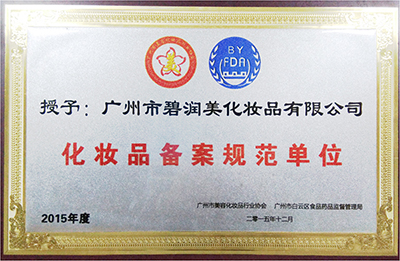 BY
FDA
授予：广州市碧润美化妆品有限公司
化妆品备案规范单位
广州市美容化妆品行业协会 广州市白云区食品药品监督管理局
2015年度
二零一五年十二月